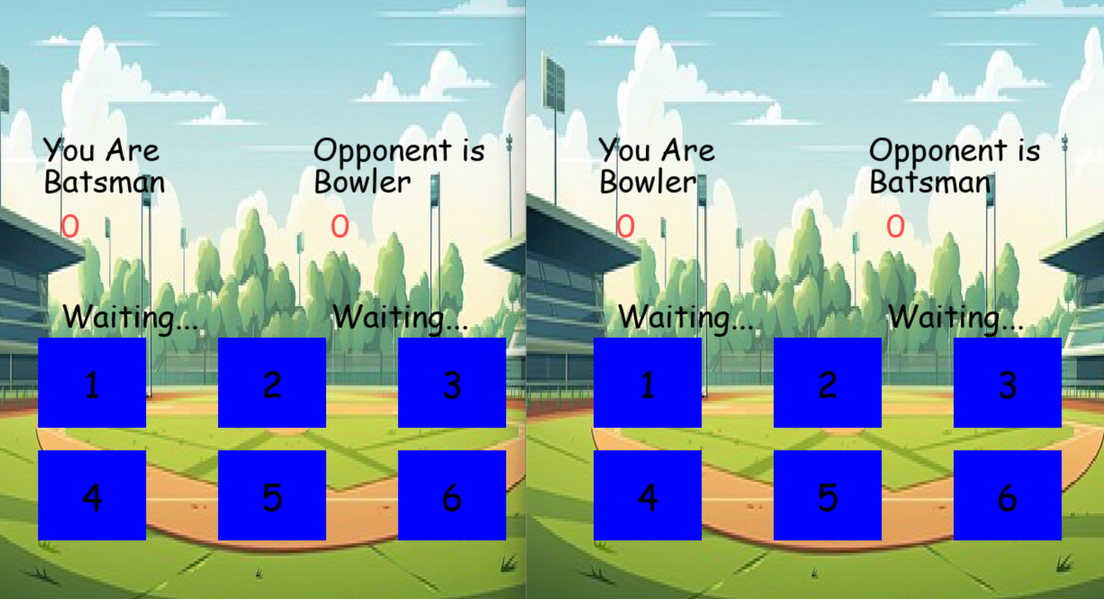 You Are
Batsman
0
Opponent is
Bowler
0
Waiting...
Waiting...
1
2
3
4
5
6
You Are
Bowler
0
Opponent is
Batsman
0
Waiting...
Waiting...
1
2
3
4
5
6